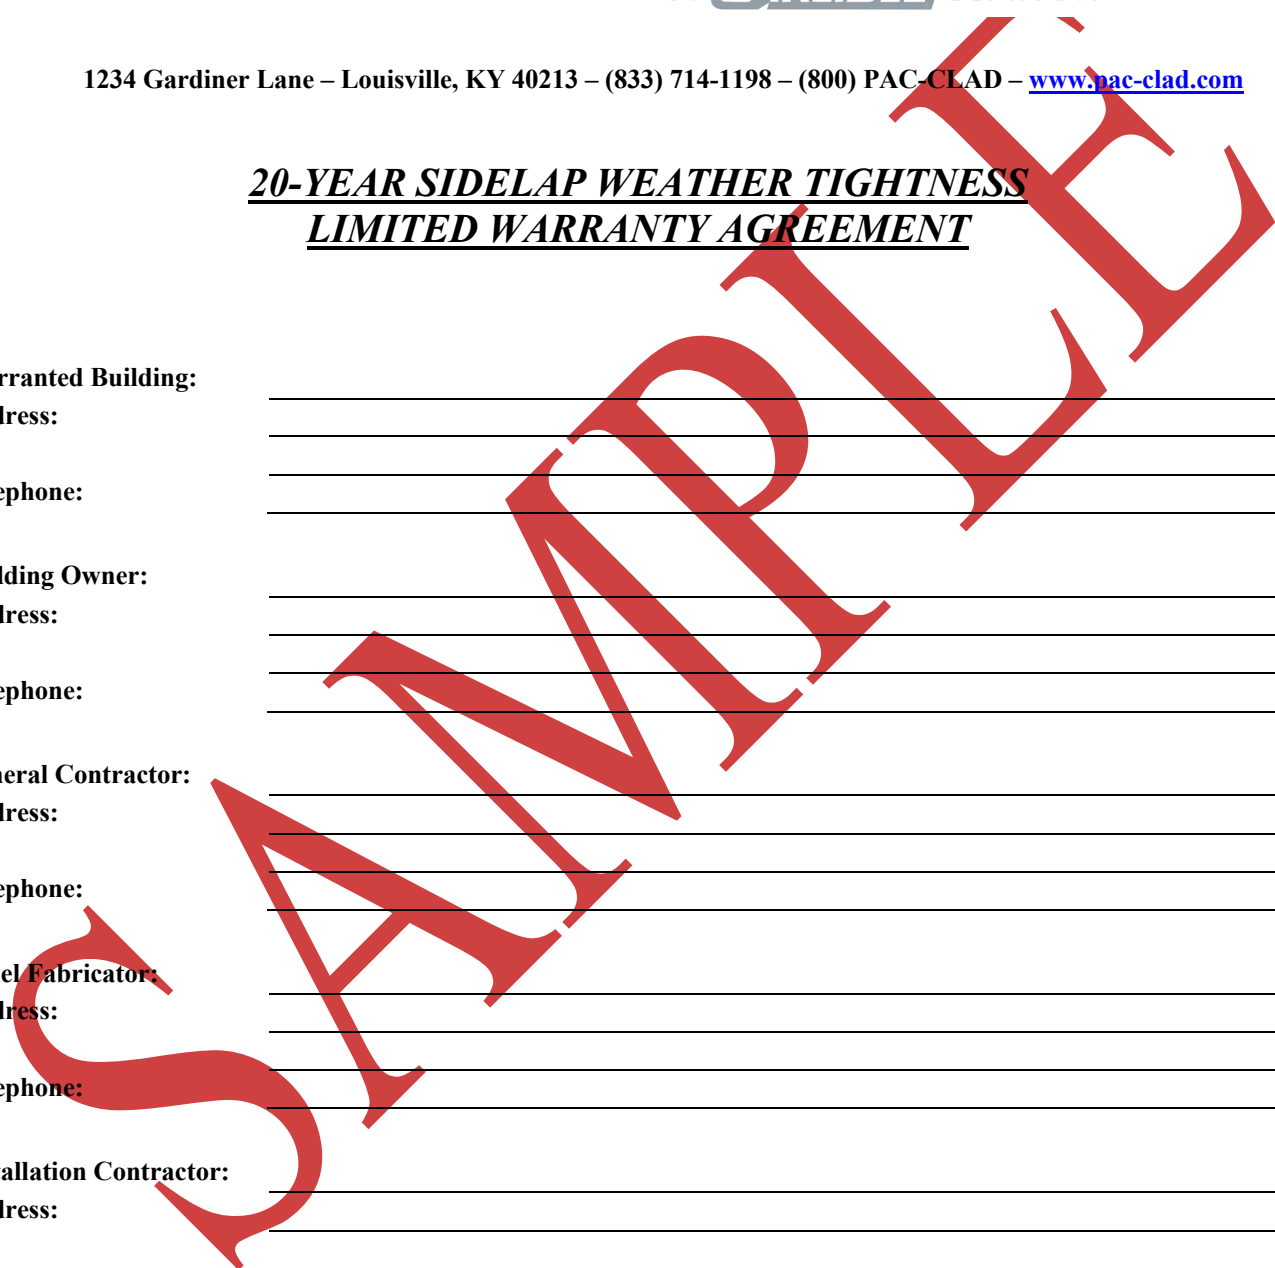 1234 Gardiner Lane – Louisville, KY 40213 – (833) 714-1198 – (800) PAC-CLAD – www.pac-clad.com
20-YEAR SIDELAP WEATHER TIGHTNESS
LIMITED WARRANTY AGREEMENT
rranted Building:
dress:
ephone:
lding Owner:
dress:
ephone:
neral Contractor:
dress:
ephone:
el Fabricator:
dress:
ephone:
tallation Contractor:
dress:
SAMPLE